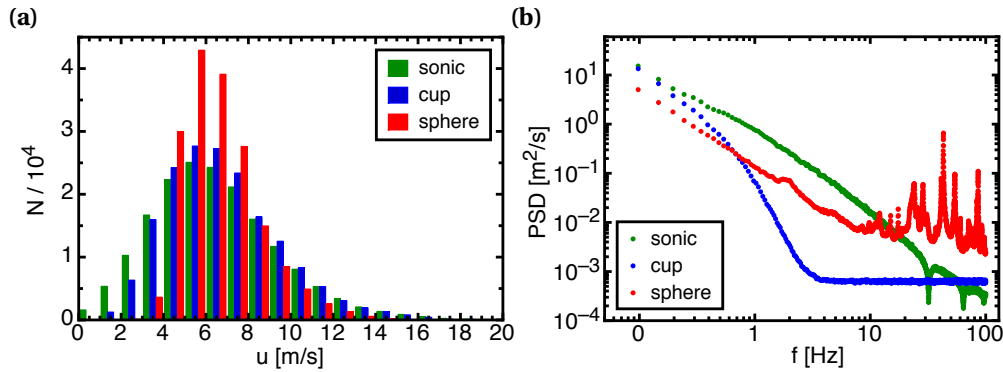 (a)
N / 10⁴
4
3
2
1
0
0 2 4 6 8 10 12 14 16 18 20
u [m/s]
sonic
cup
sphere
(b)
PSD [m²/s]
10¹
10⁰
10⁻¹
10⁻²
10⁻³
10⁻⁴
0 1 10 100
f [Hz]
sonic
cup
sphere